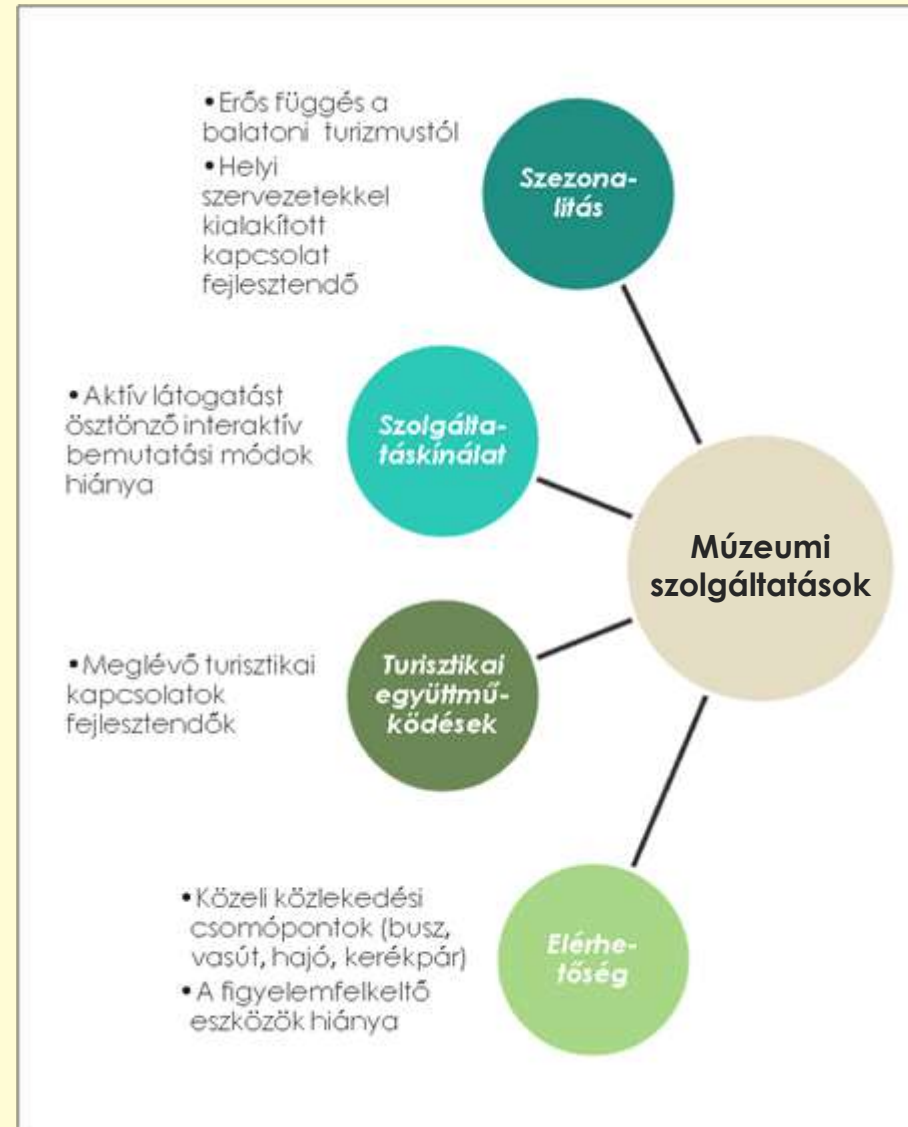 •Erős függés a
balatoni turizmustól
•Helyi
szervezetekkel
kialakított
kapcsolat
fejlesztendő
Szezona-
litás
•Aktív látogatást
ösztönző interaktív
bemutatási módok
hiánya
Szolgálta-
táskínálat
Múzeumi
szolgáltatások
•Meglévő turisztikai
kapcsolatok
fejlesztendők
Turisztikai
együttmű-
ködések
•Közeli közlekedési
csomópontok (busz,
vasút, hajó, kerékpár)
•A figyelemfelkeltő
eszközök hiánya
Elérhe-
tőség